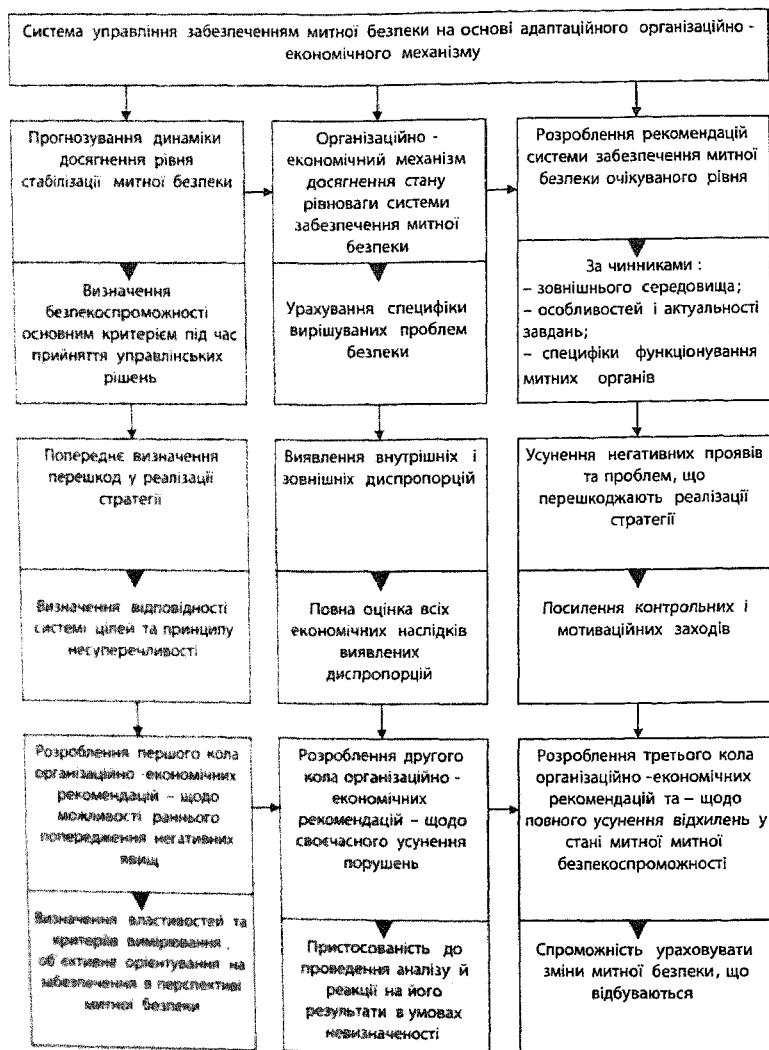 Система управління забезпеченням митної безпеки на основі адаптаційного організаційно -
економічного механізму
Прогнозування динаміки
досягнення рівня
стабілізації митної безпеки
Визначення
безпекоспроможності
основним критерієм під час
прийняття управлінських
рішень
Організаційно -
економічний механізм
досягнення стану
рівноваги системи
забезпечення митної
безпеки
Урахування специфіки
вирішуваних проблем
безпеки
Розроблення рекомендацій
системи забезпечення митної
безпеки очікуваного рівня
За чинниками :
– зовнішнього середовища;
– особливостей і актуальності
завдань;
– специфіки функціонування
митних органів
Попереднє визначення
перешкод у реалізації
стратегії
Визначення відповідності
системі цілей та принципу
несуперечливості
Виявлення внутрішніх і
зовнішніх диспропорцій
Повна оцінка всіх
економічних наслідків
виявлених
диспропорцій
Усунення негативних проявів
та проблем, що
перешкоджають реалізації
стратегії
Посилення контрольних і
мотиваційних заходів
Розроблення першого кола
організаційно -економічних
рекомендацій – щодо
можливості раннього
попередження негативних
явищ
Визначення властивостей та
критеріїв вимірювання .
об'єктивне орієнтування на
забезпечення в перспективі
митної безпеки
Розроблення другого
кола організаційно -
економічних
рекомендацій – щодо
своєчасного усунення
порушень
Пристосованість до
проведення аналізу й
реакції на його
результати в умовах
невизначеності
Розроблення третього кола
організаційно -економічних
рекомендацій та – щодо
повного усунення відхилень у
стані митної митної
безпекоспроможності
Спроможність ураховувати
зміни митної безпеки, що
відбуваються